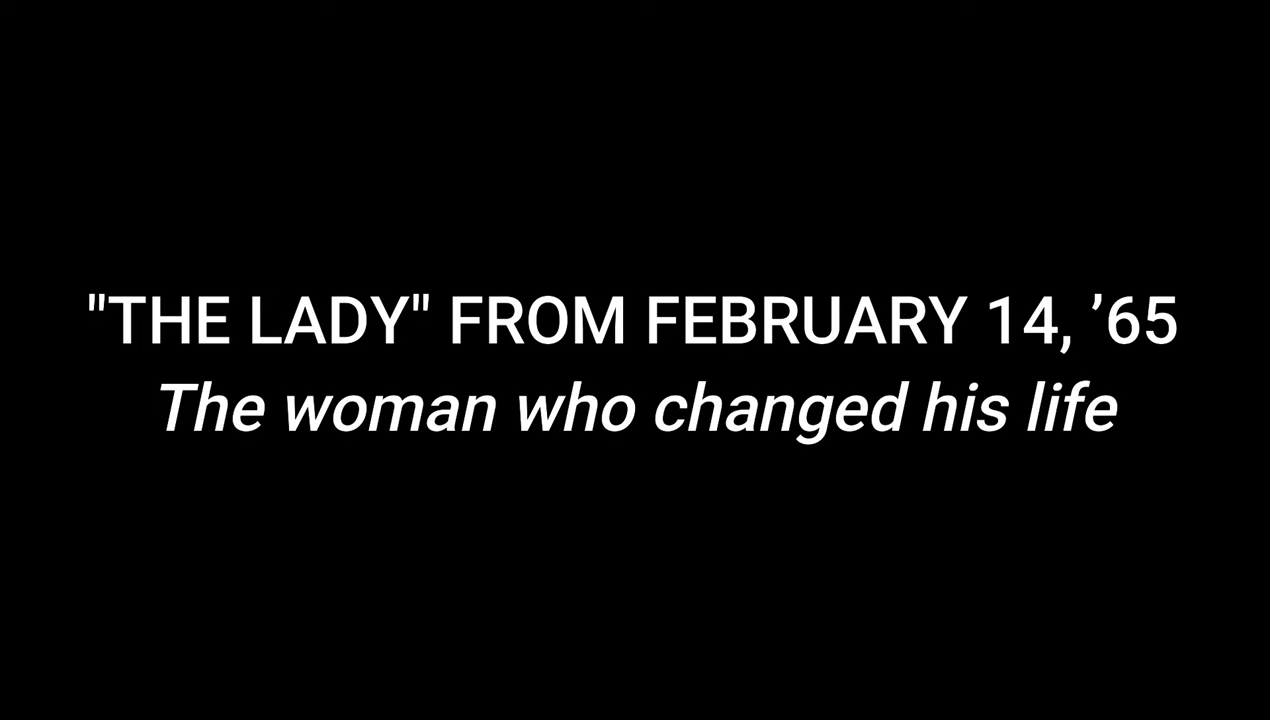 "THE LADY" FROM FEBRUARY 14, ’65
The woman who changed his life